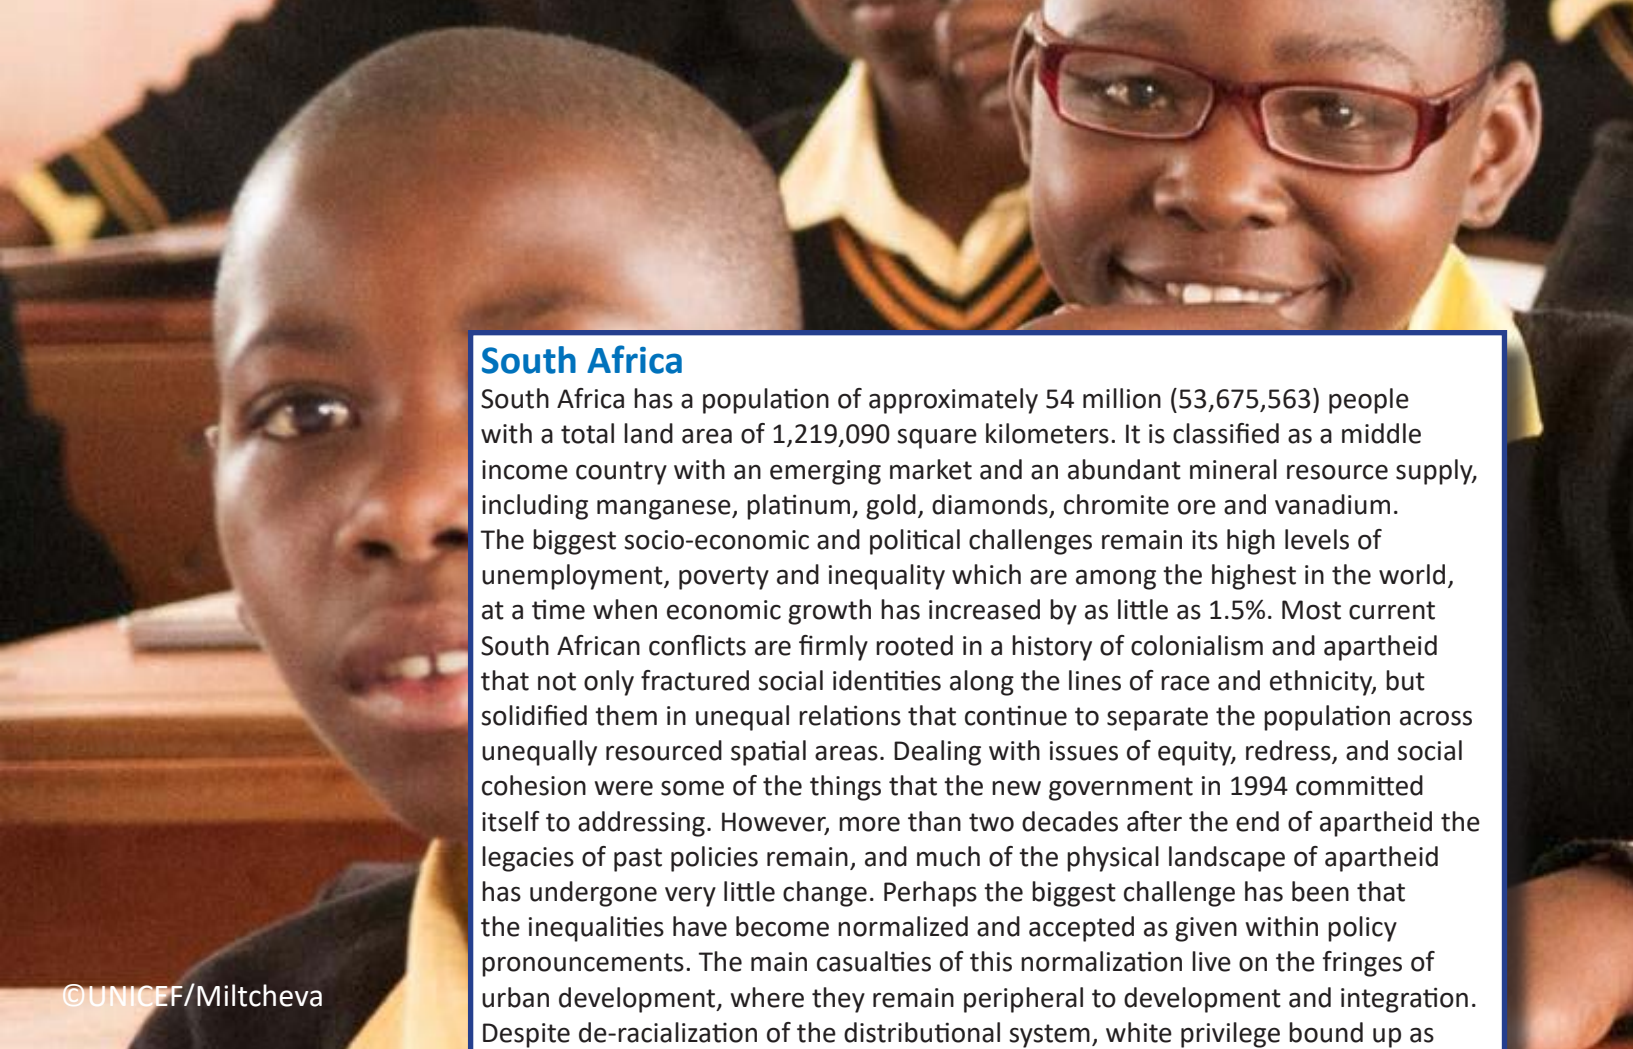 South Africa
South Africa has a population of approximately 54 million (53,675,563) people
with a total land area of 1,219,090 square kilometers. It is classified as a middle
income country with an emerging market and an abundant mineral resource supply,
including manganese, platinum, gold, diamonds, chromite ore and vanadium.
The biggest socio-economic and political challenges remain its high levels of
unemployment, poverty and inequality which are among the highest in the world,
at a time when economic growth has increased by as little as 1.5%. Most current
South African conflicts are firmly rooted in a history of colonialism and apartheid
that not only fractured social identities along the lines of race and ethnicity, but
solidified them in unequal relations that continue to separate the population across
unequally resourced spatial areas. Dealing with issues of equity, redress, and social
cohesion were some of the things that the new government in 1994 committed
itself to addressing. However, more than two decades after the end of apartheid the
legacies of past policies remain, and much of the physical landscape of apartheid
has undergone very little change. Perhaps the biggest challenge has been that
the inequalities have become normalized and accepted as given within policy
pronouncements. The main casualties of this normalization live on the fringes of
urban development, where they remain peripheral to development and integration.
Despite de-racialization of the distributional system, white privilege bound up as
©UNICEF/Miltcheva